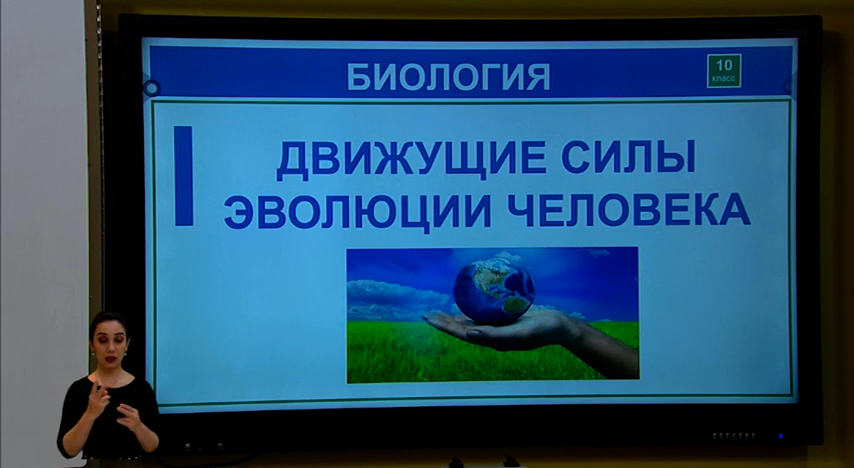 БИОЛОГИЯ
10
класс
ДВИЖУЩИЕ СИЛЫ
ЭВОЛЮЦИИ ЧЕЛОВЕКА